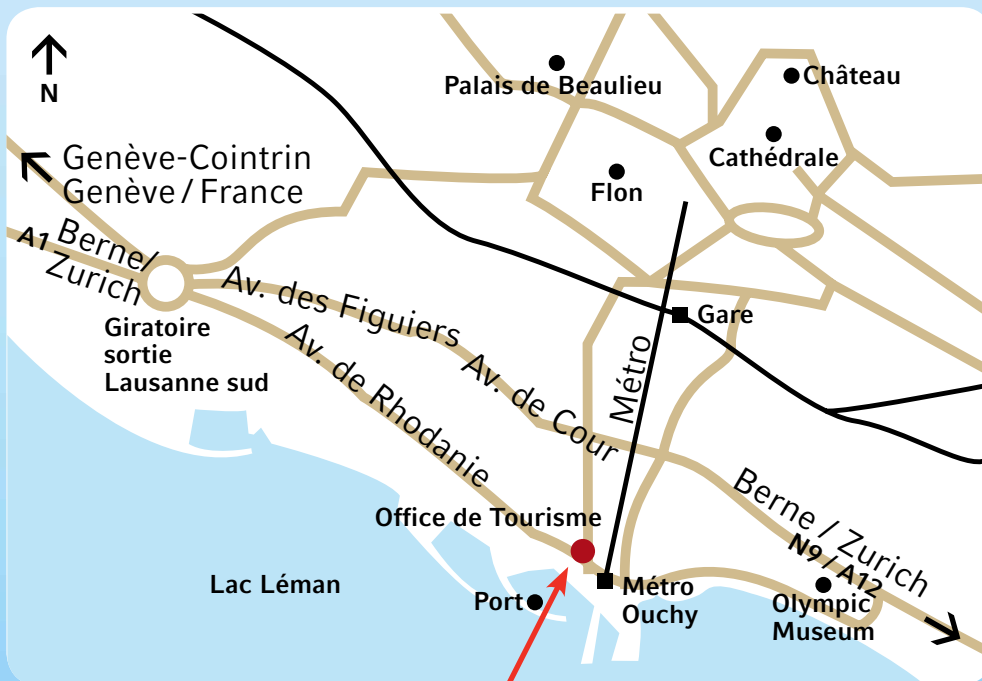 N
Palais de Beaulieu
Château
Cathédrale
Flon
Genève-Cointrin
Genève / France
A1 Berne/
Zurich
Giratoire
sortie
Lausanne sud
Av. des Figuiers
Av. de Rhodanie
Av. de Cour
Métro
Gare
Berne / Zurich
N9 / A12
Office de Tourisme
Lac Léman
Port
Métro
Ouchy
Olympic
Museum